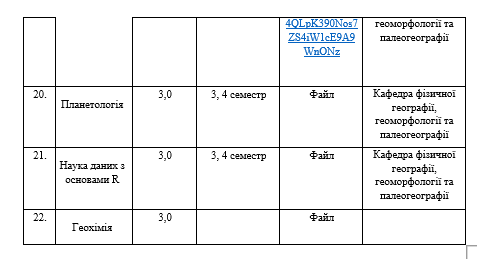 4QLpK390Nos7 геоморфології та
ZS4iW1cE9A9 палеогеографії
WnONz
20. Планетологія 3,0 3, 4 семестр Файл Кафедра фізичної
географії,
геоморфології та
палеогеографії
21. Наука даних з 3,0 3, 4 семестр Файл Кафедра фізичної
основами R географії,
геоморфології та
палеогеографії
22. Геохімія 3,0 Файл